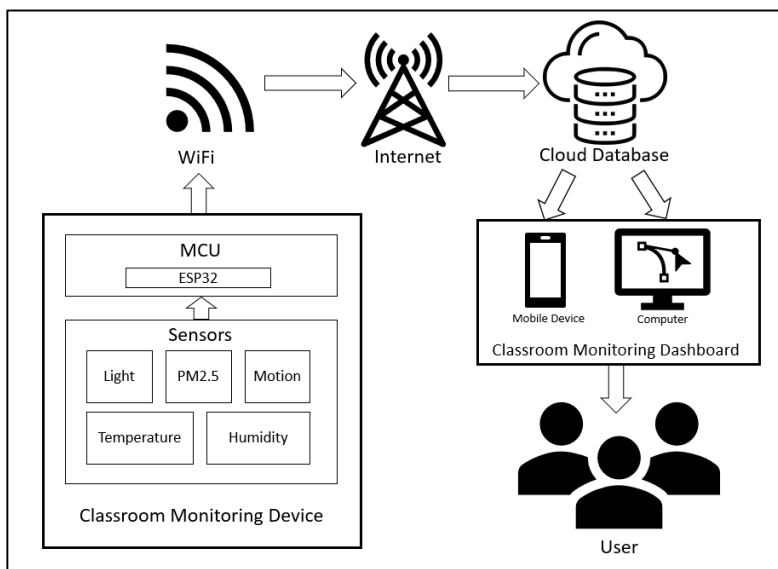 WiFi
Internet
Cloud Database
MCU
ESP32
Sensors
Light
PM2.5
Motion
Temperature
Humidity
Classroom Monitoring Device
Mobile Device
Computer
Classroom Monitoring Dashboard
User